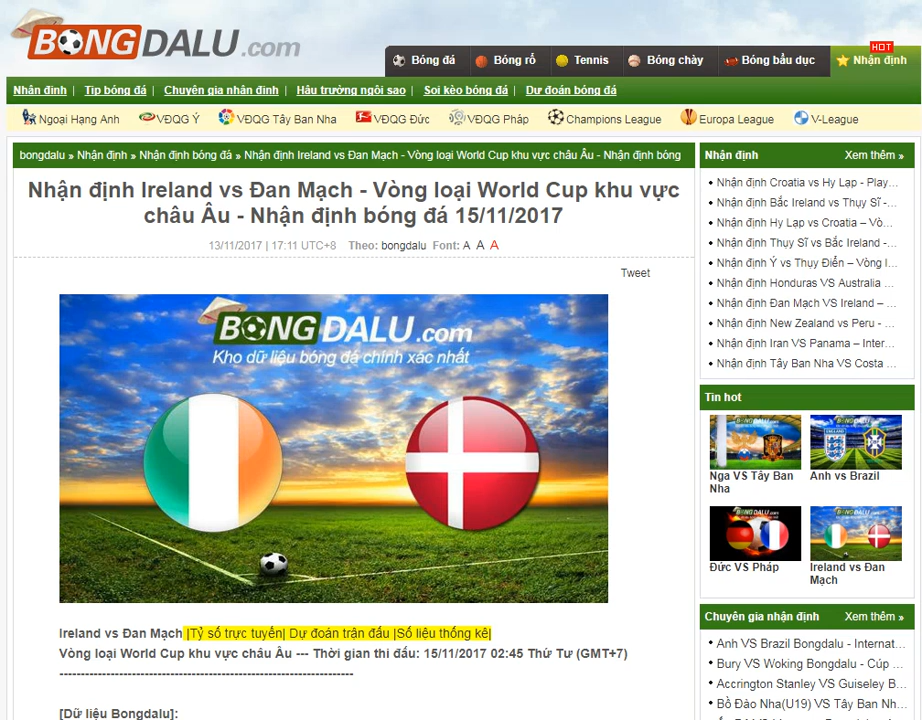 BONGDALU.com
Bóng đá
Bóng rổ
Tennis
Bóng chày
Bóng bầu dục
HOT
Nhận định
Nhận định | Tip bóng đá | Chuyên gia nhận định | Hậu trường ngôi sao | Soi kèo bóng đá | Dự đoán bóng đá
Ngoại Hạng Anh VĐQG Ý VĐQG Tây Ban Nha VĐQG Đức VĐQG Pháp Champions League Europa League V-League
bongdalu » Nhận định » Nhận định bóng đá » Nhận định Ireland vs Đan Mạch - Vòng loại World Cup khu vực châu Âu - Nhận định bóng
Nhận định Ireland vs Đan Mạch - Vòng loại World Cup khu vực
châu Âu - Nhận định bóng đá 15/11/2017
13/11/2017 | 17:11 UTC+8 Theo: bongdalu Font: A A A
Tweet
BONGDALU.com
Kho dữ liệu bóng đá chính xác nhất
Ireland vs Đan Mạch |Tỷ số trực tuyến| Dự đoán trận đấu |Số liệu thống kê|
Vòng loại World Cup khu vực châu Âu --- Thời gian thi đấu: 15/11/2017 02:45 Thứ Tư (GMT+7)
----------------------------------------------------------------------
[Dữ liệu Bongdalu]:
Nhận định Xem thêm »
Nhận định Croatia vs Hy Lạp - Play...
Nhận định Bắc Ireland vs Thụy Sĩ -...
Nhận định Hy Lạp vs Croatia – Vò...
Nhận định Thụy Sĩ vs Bắc Ireland -...
Nhận định Ý vs Thụy Điển – Vòng l...
Nhận định Honduras VS Australia ...
Nhận định Đan Mạch VS Ireland – ...
Nhận định New Zealand vs Peru - ...
Nhận định Iran VS Panama – Inter...
Nhận định Tây Ban Nha VS Costa ...
Tin hot
Nga VS Tây Ban
Nha
Anh vs Brazil
Đức VS Pháp
Ireland vs Đan
Mạch
Chuyên gia nhận định Xem thêm »
Anh VS Brazil Bongdalu - Internat...
Bury VS Woking Bongdalu - Cúp ...
Accrington Stanley VS Guiseley B...
Bồ Đào Nha(U19) VS Tây Ban Nh...